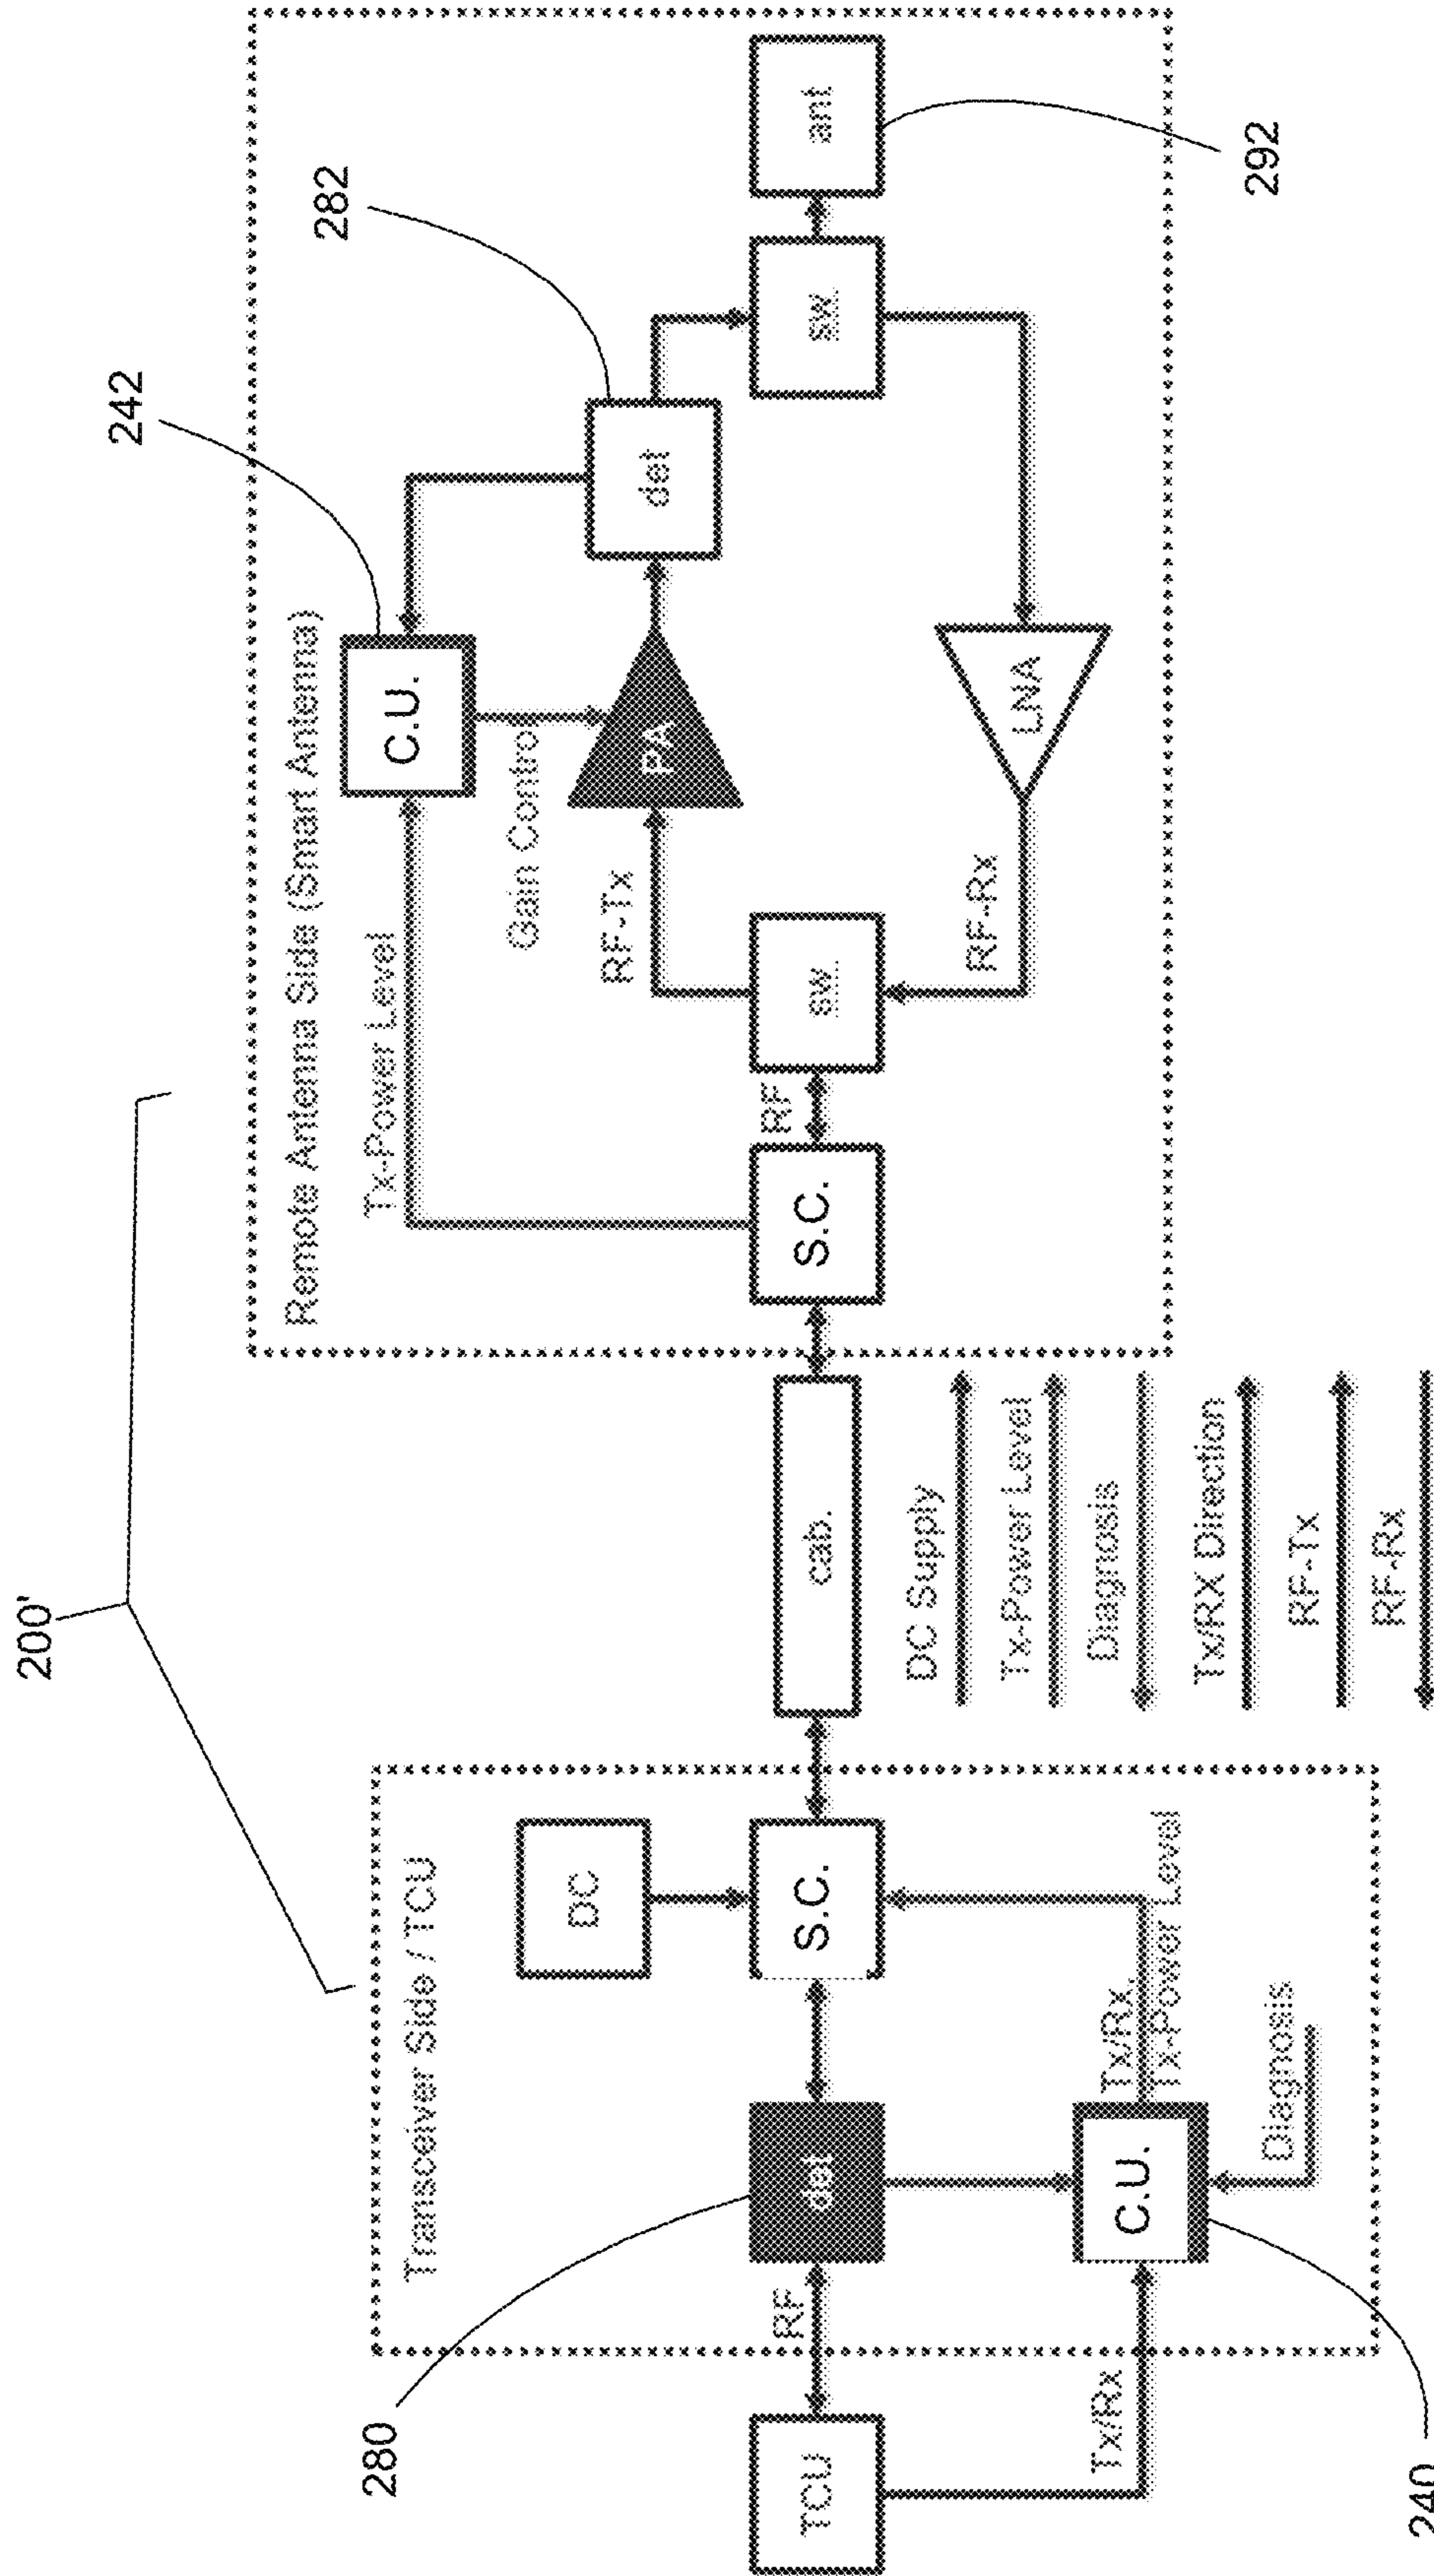 200'
242
282
292
280
240
Transceiver Side / TCU
TCU
RF
Tx/Rx
det
C.U.
DC
S.C.
Tx/Rx,
Tx-Power Level
Diagnosis
cab.
DC Supply
Tx-Power Level
Diagnosis
Tx/RX Direction
RF-Tx
RF-Rx
Remote Antenna Side (Smart Antenna)
Tx-Power Level
C.U.
Gain Control
S.C.
RF
sw.
RF-Tx
PA
det
sw.
ant
RF-Rx
LNA